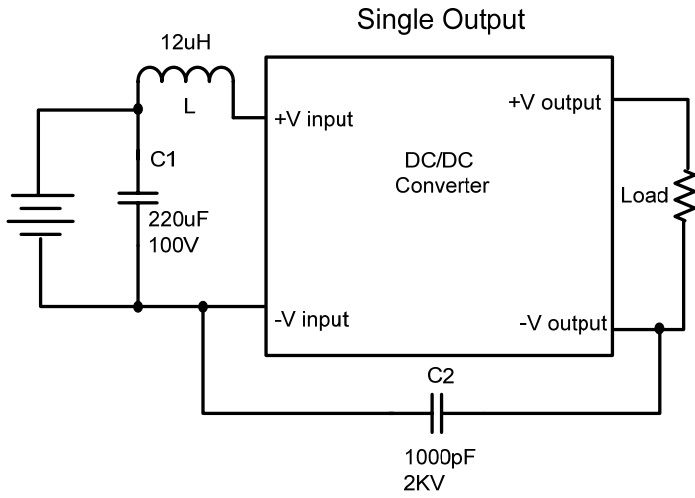 Single Output
12uH
L
+V input
+V output
C1
DC/DC
Converter
Load
220uF
100V
-V input
-V output
C2
1000pF
2KV